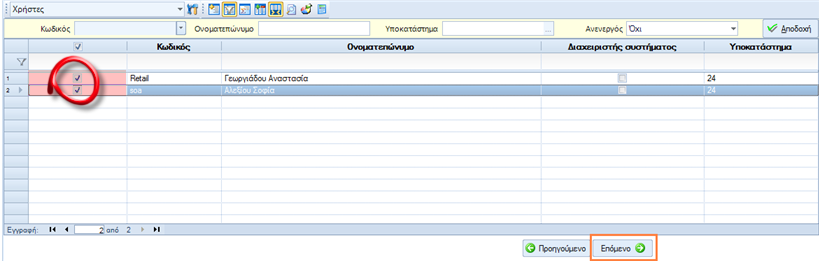 Χρήστες
Κωδικός Ονοματεπώνυμο Υποκατάστημα ... Ανενεργός Όχι Αποδοχή
Κωδικός Ονοματεπώνυμο Διαχειριστής συστήματος Υποκατάστημα
1 Retail Γεωργιάδου Αναστασία 24
2 soa Αλεξίου Σοφία 24
Εγγραφή: 2 από 2
Προηγούμενο Επόμενο